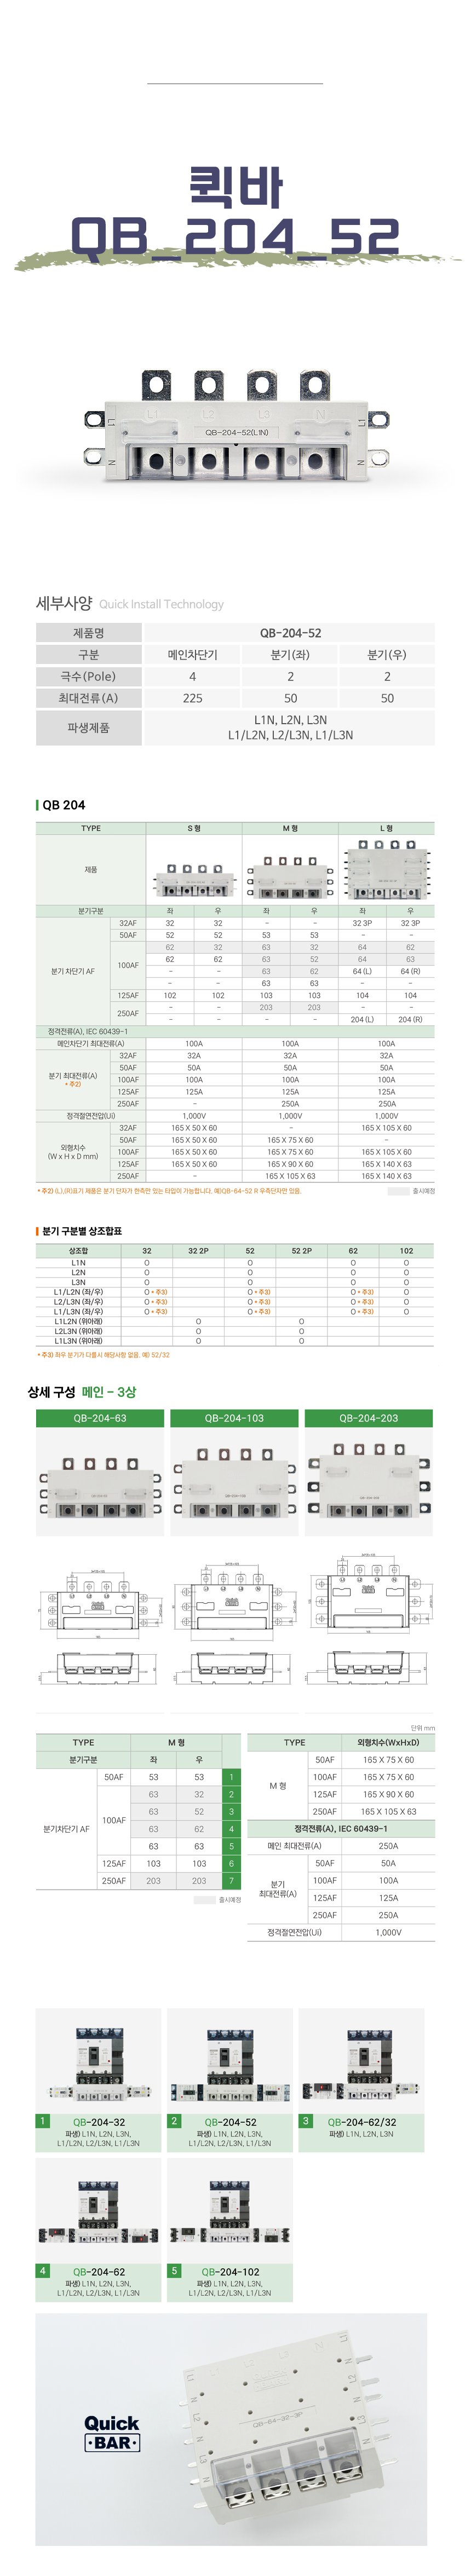 퀵바
QB_204_52
L1 L2 L3 N
L1 L1
QB-204-52(L1N)
N N
세부사양 Quick Install Technology
제품명 QB-204-52
구분 메인차단기 분기(좌) 분기(우)
극수(Pole) 4 2 2
최대전류(A) 225 50 50
파생제품 L1N, L2N, L3N
L1/L2N, L2/L3N, L1/L3N
QB 204
TYPE S 형 M 형 L 형
제품
분기구분 좌 우 좌 우 좌 우
분기 차단기 AF
32AF 32 32 - - 32 3P 32 3P
50AF 52 52 53 53 - -
100AF 62 32 63 32 64 62
62 62 63 52 64 63
- - 63 62 64 (L) 64 (R)
- - 63 63 - -
125AF 102 102 103 103 104 104
250AF - - 203 203 - -
- - - - 204 (L) 204 (R)
정격전류(A), IEC 60439-1
메인차단기 최대전류(A) 100A 100A 100A
분기 최대전류(A)
* 주2)
32AF 32A 32A 32A
50AF 50A 50A 50A
100AF 100A 100A 100A
125AF 125A 125A 125A
250AF - 250A 250A
정격절연전압(Ui) 1,000V 1,000V 1,000V
외형치수
(W x H x D mm)
32AF 165 X 50 X 60 - 165 X 105 X 60
50AF 165 X 50 X 60 165 X 75 X 60 -
100AF 165 X 50 X 60 165 X 75 X 60 165 X 105 X 60
125AF 165 X 50 X 60 165 X 90 X 60 165 X 140 X 63
250AF - 165 X 105 X 63 165 X 140 X 63
* 주2) (L),(R)표기 제품은 분기 단자가 한측만 있는 타입이 가능합니다. 예)QB-64-52 R 우측단자만 있음.
출시예정
분기 구분별 상조합표
상조합 32 32 2P 52 52 2P 62 102
L1N O O O O
L2N O O O O
L3N O O O O
L1/L2N (좌/우) O * 주3) O * 주3) O * 주3) O
L2/L3N (좌/우) O * 주3) O * 주3) O * 주3) O
L1/L3N (좌/우) O * 주3) O * 주3) O * 주3) O
L1L2N (위아래) O O
L2L3N (위아래) O O
L1L3N (위아래) O O
* 주3) 좌우 분기가 다를시 해당사항 없음. 예) 52/32
상세 구성 메인 - 3상
QB-204-63 QB-204-103 QB-204-203
단위 mm
TYPE M 형
분기구분 좌 우
분기차단기 AF
50AF 53 53 1
100AF 63 32 2
63 52 3
63 62 4
63 63 5
125AF 103 103 6
250AF 203 203 7
출시예정
TYPE 외형치수(WxHxD)
M 형
50AF 165 X 75 X 60
100AF 165 X 75 X 60
125AF 165 X 90 X 60
250AF 165 X 105 X 63
정격전류(A), IEC 60439-1
메인 최대전류(A) 250A
분기
최대전류(A)
50AF 50A
100AF 100A
125AF 125A
250AF 250A
정격절연전압(Ui) 1,000V
1 QB-204-32
파생) L1N, L2N, L3N,
L1/L2N, L2/L3N, L1/L3N
2 QB-204-52
파생) L1N, L2N, L3N,
L1/L2N, L2/L3N, L1/L3N
3 QB-204-62/32
파생) L1N, L2N, L3N
4 QB-204-62
파생) L1N, L2N, L3N,
L1/L2N, L2/L3N, L1/L3N
5 QB-204-102
파생) L1N, L2N, L3N,
L1/L2N, L2/L3N, L1/L3N
Quick
·BAR·
QB-64-32-3P